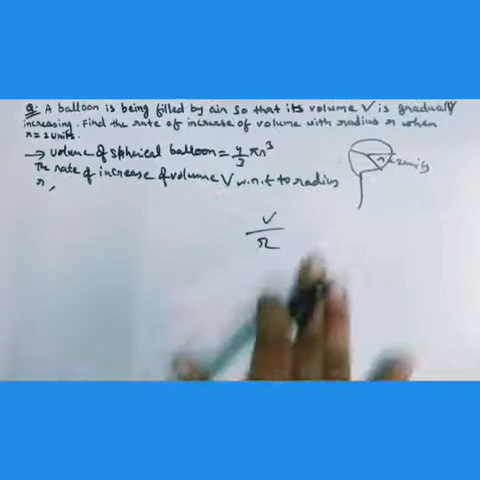 Q: A balloon is being filled by air so that its volume V is gradually
increasing. Find the rate of increase of volume with radius r when
r = 2 units.
→ volume of spherical balloon = 4/3 πr³
r = 2 units
The rate of increase of volume V w.r.t to radius
r,
V
r